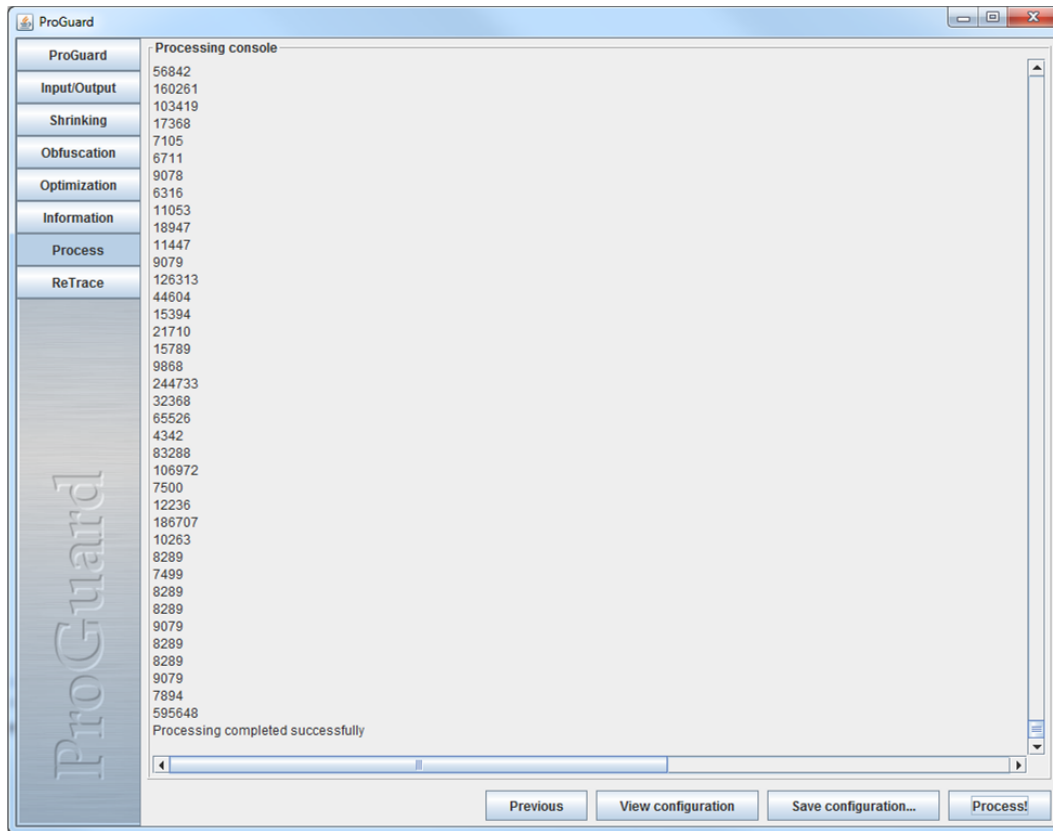 ProGuard
ProGuard
Input/Output
Shrinking
Obfuscation
Optimization
Information
Process
ReTrace
ProGuard
Processing console
56842
160261
103419
17368
7105
6711
9078
6316
11053
18947
11447
9079
126313
44604
15394
21710
15789
9868
244733
32368
65526
4342
83288
106972
7500
12236
186707
10263
8289
7499
8289
8289
9079
8289
8289
9079
7894
595648
Processing completed successfully
Previous
View configuration
Save configuration...
Process!